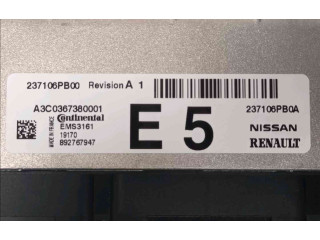 237106PB00 Revision A 1
A3C0367380001
Continental
EMS3161
19170
892767947
MADE IN FRANCE
E 5
237106PB0A
NISSAN
RENAULT